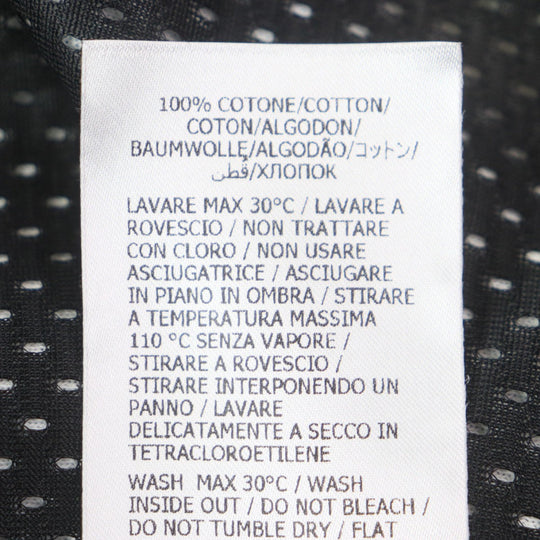 100% COTONE/COTTON/
COTON/ALGODON/
BAUMWOLLE/ALGODÃO/コットン/
قطن/ХЛОПОК
LAVARE MAX 30°C / LAVARE A
ROVESCIO / NON TRATTARE
CON CLORO / NON USARE
ASCIUGATRICE / ASCIUGARE
IN PIANO IN OMBRA / STIRARE
A TEMPERATURA MASSIMA
110 °C SENZA VAPORE /
STIRARE A ROVESCIO /
STIRARE INTERPONENDO UN
PANNO / LAVARE
DELICATAMENTE A SECCO IN
TETRACLOROETILENE
WASH MAX 30°C / WASH
INSIDE OUT / DO NOT BLEACH /
DO NOT TUMBLE DRY / FLAT